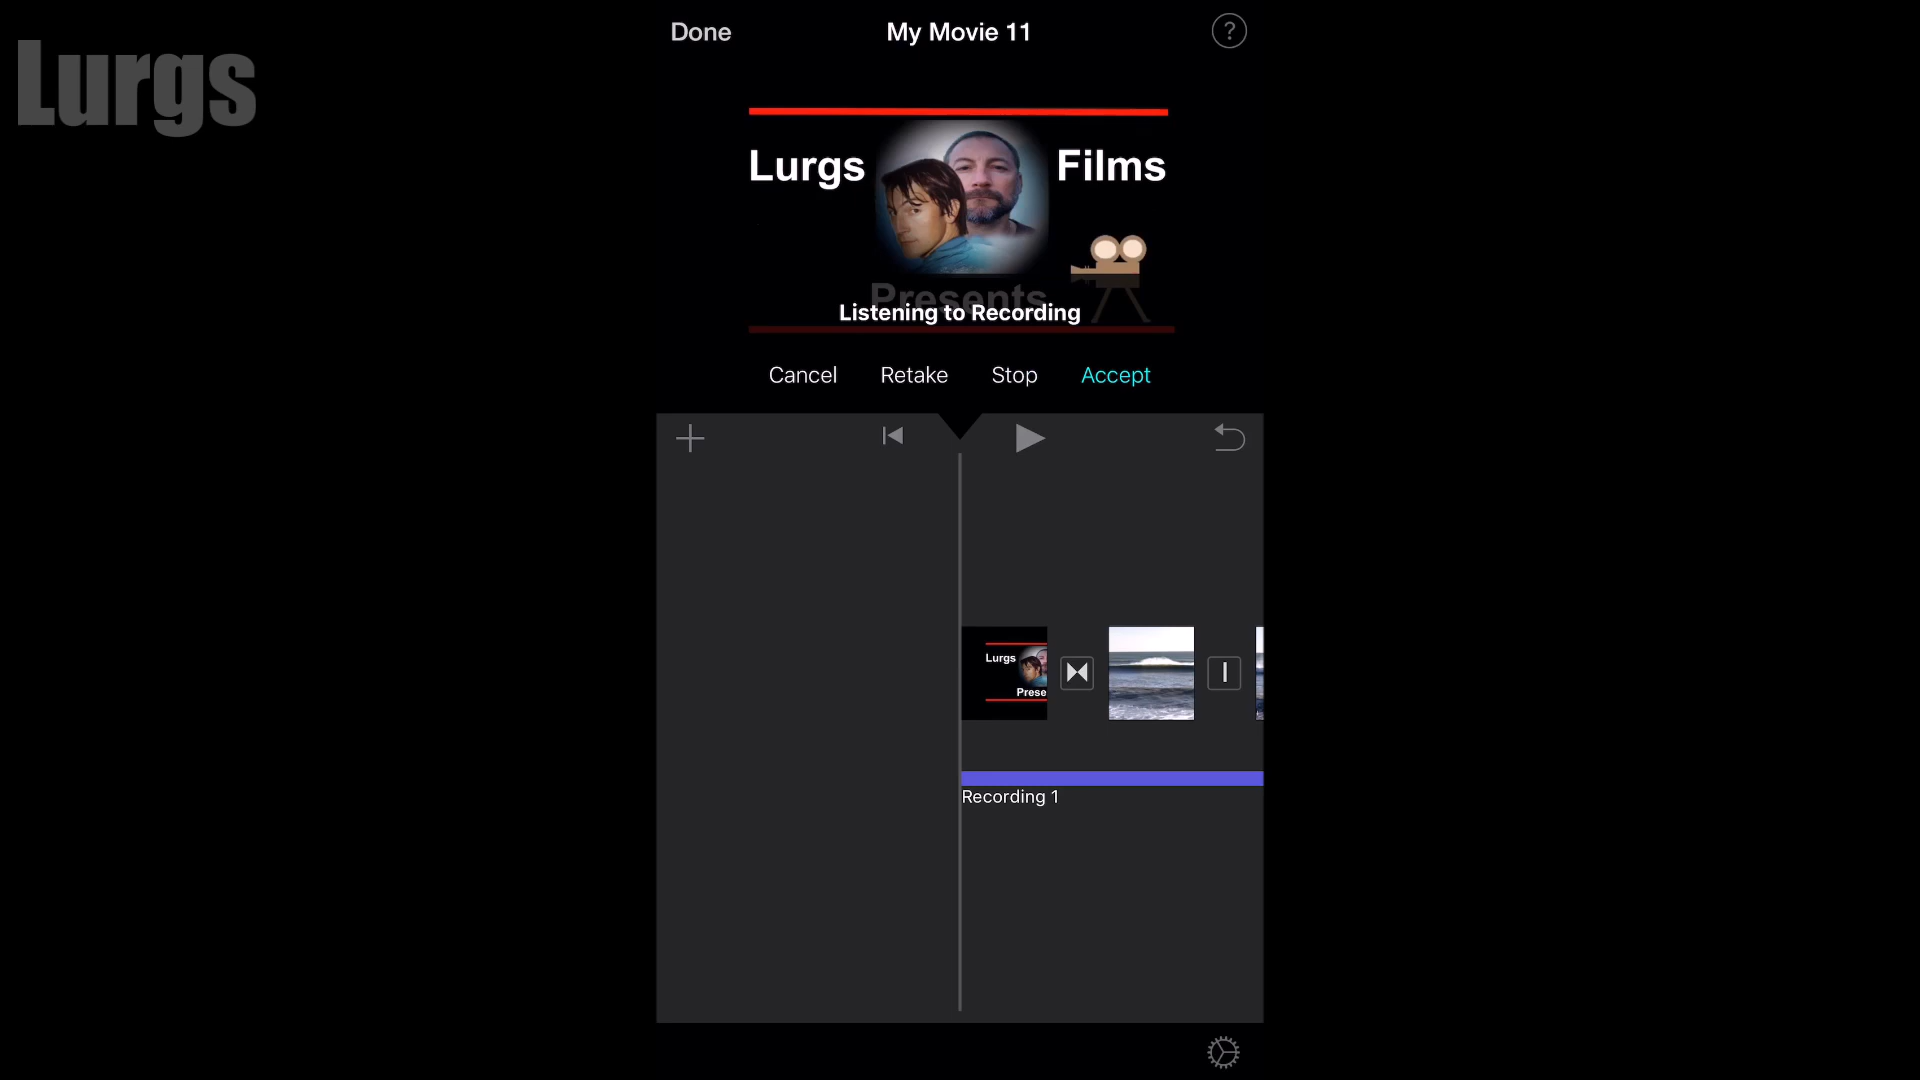 Lurgs
Done
My Movie 11
?
Lurgs
Films
Presents
Listening to Recording
Cancel
Retake
Stop
Accept
Lurgs
Prese
Recording 1